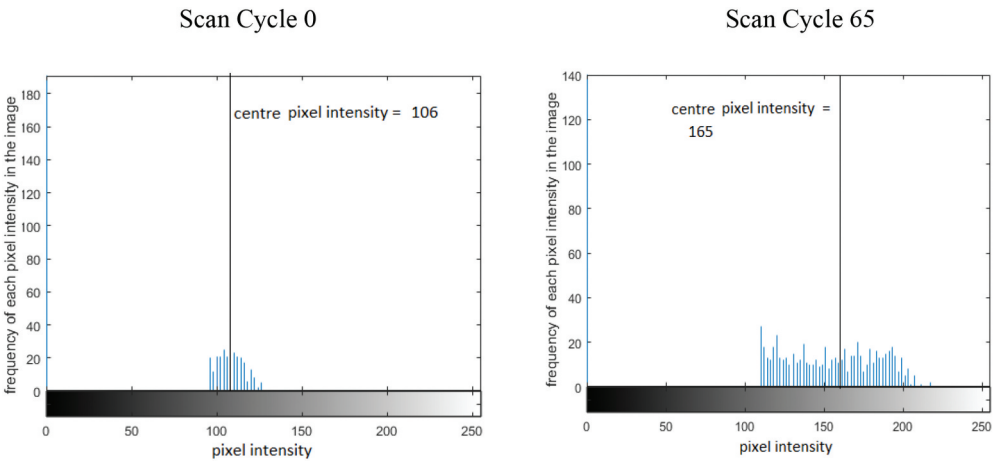 Scan Cycle 0
Scan Cycle 65
frequency of each pixel intensity in the image
180
160
140
120
100
80
60
40
20
0
centre pixel intensity = 106
0 50 100 150 200 250
pixel intensity
frequency of each pixel intensity in the image
140
120
100
80
60
40
20
0
centre pixel intensity =
165
0 50 100 150 200 250
pixel intensity